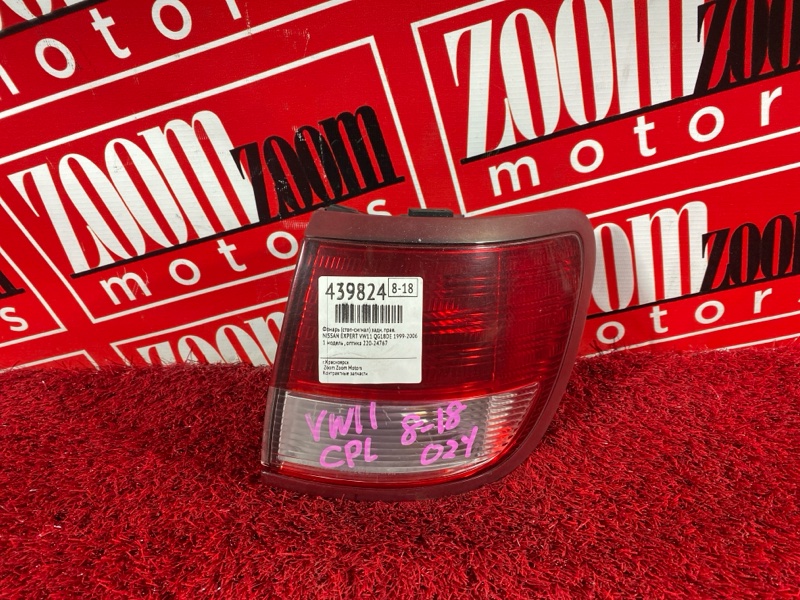 motors
ZOOM zoom
motors
ZOOM zoom
motors
ZOOM zoom
439824 8-18
Фонарь (стоп-сигнал) задн. прав.
NISSAN EXPERT VW11 QG18DE 1999-2006
1 модель, оптика 220-24767
г.Красноярск
Zoom Zoom Motors
Контрактные запчасти
VW11 8-18
CPL 024